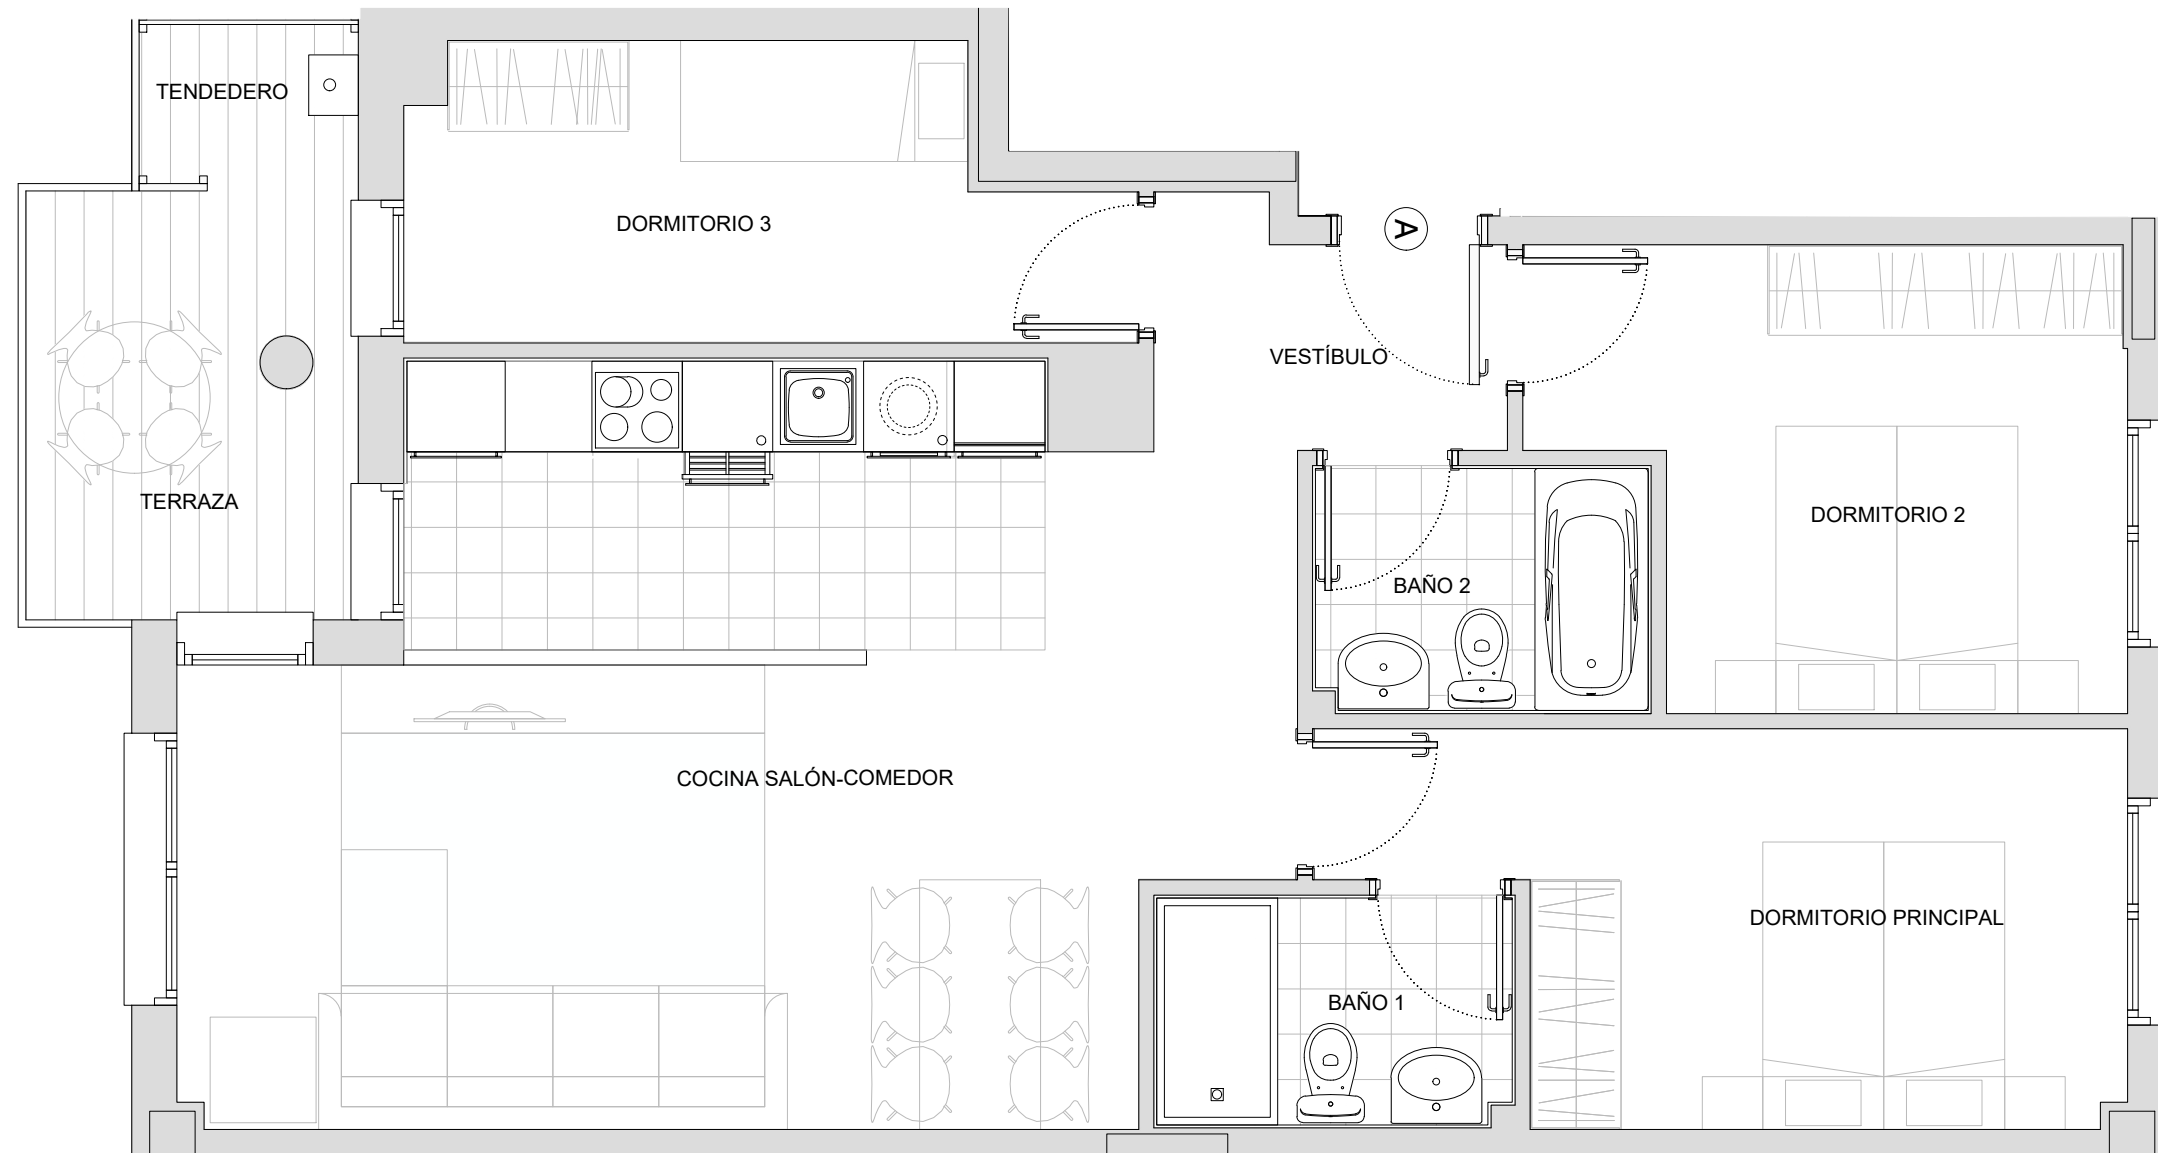 TENDEDERO
DORMITORIO 3
A
VESTÍBULO
TERRAZA
DORMITORIO 2
BAÑO 2
COCINA SALÓN-COMEDOR
DORMITORIO PRINCIPAL
BAÑO 1